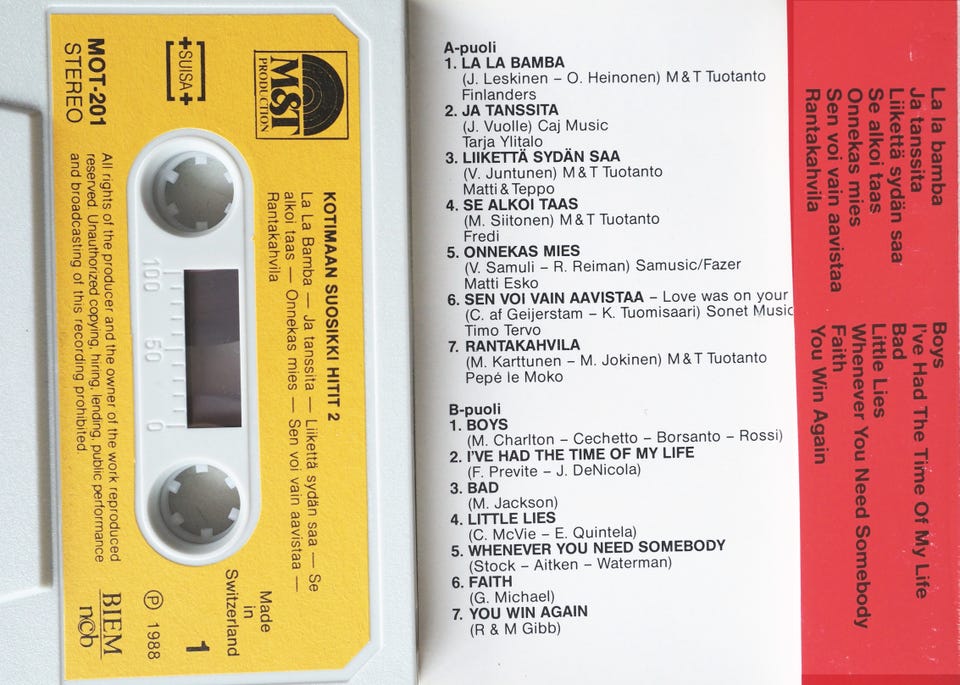 MOT-201
STEREO
[+SUISA+]
M&T
PRODUCTION
KOTIMAAN SUOSIKKI HITIT 2
La La Bamba — Ja tanssita — Liikettä sydän saa — Se
alkoi taas — Onnekas mies — Sen voi vain aavistaa —
Rantakahvila
100 50 0
All rights of the producer and the owner of the work reproduced
reserved. Unauthorized copying, hiring, lending, public performance
and broadcasting of this recording prohibited.
Made
in
Switzerland
1
Ⓟ 1988
BIEM
ncb
A-puoli
1. LA LA BAMBA
(J. Leskinen – O. Heinonen) M&T Tuotanto
Finlanders
2. JA TANSSITA
(J. Vuolle) Caj Music
Tarja Ylitalo
3. LIIKETTÄ SYDÄN SAA
(V. Juntunen) M&T Tuotanto
Matti & Teppo
4. SE ALKOI TAAS
(M. Siitonen) M&T Tuotanto
Fredi
5. ONNEKAS MIES
(V. Samuli – R. Reiman) Samusic/Fazer
Matti Esko
6. SEN VOI VAIN AAVISTAA – Love was on your
(C. af Geijerstam – K. Tuomisaari) Sonet Music
Timo Tervo
7. RANTAKAHVILA
(M. Karttunen – M. Jokinen) M&T Tuotanto
Pepé le Moko
B-puoli
1. BOYS
(M. Charlton – Cechetto – Borsanto – Rossi)
2. I'VE HAD THE TIME OF MY LIFE
(F. Previte – J. DeNicola)
3. BAD
(M. Jackson)
4. LITTLE LIES
(C. McVie – E. Quintela)
5. WHENEVER YOU NEED SOMEBODY
(Stock – Aitken – Waterman)
6. FAITH
(G. Michael)
7. YOU WIN AGAIN
(R & M Gibb)
La la bamba
Ja tanssita
Liikettä sydän saa
Se alkoi taas
Onnekas mies
Sen voi vain aavistaa
Rantakahvila
Boys
I've Had The Time Of My Life
Bad
Little Lies
Whenever You Need Somebody
Faith
You Win Again